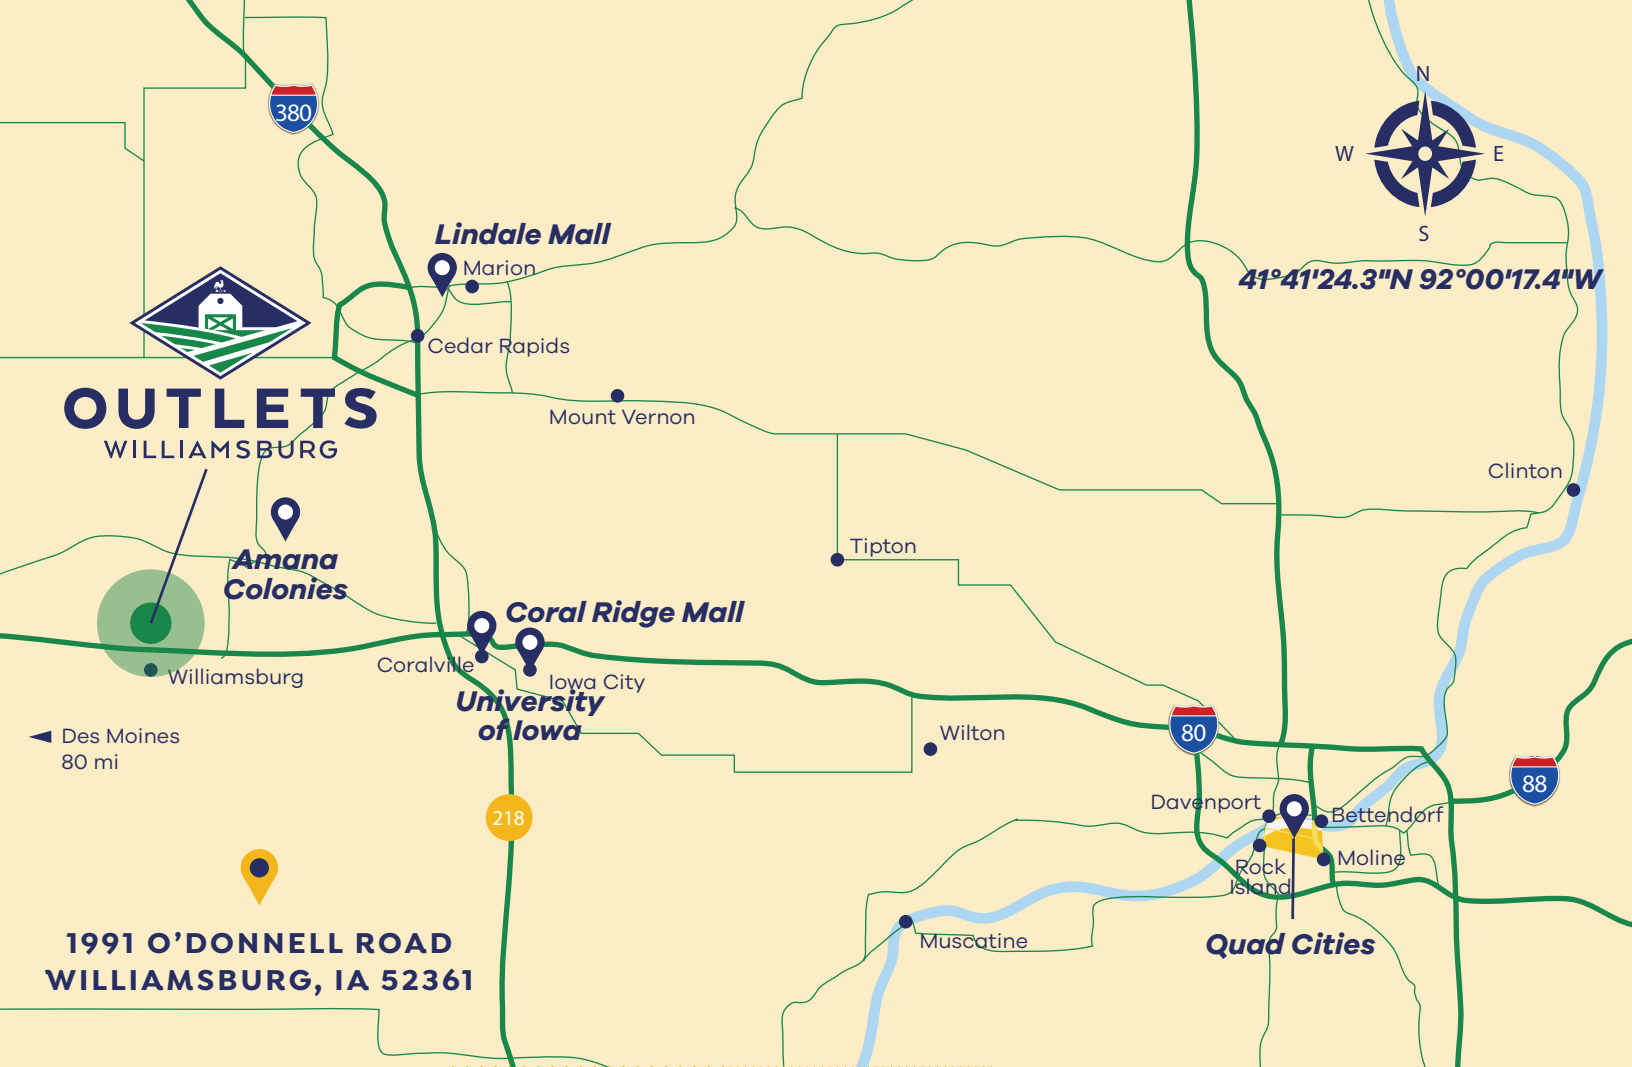 N
W
E
S
380
Lindale Mall
Marion
41°41'24.3"N 92°00'17.4"W
Cedar Rapids
OUTLETS
WILLIAMSBURG
Mount Vernon
Clinton
Tipton
Amana
Colonies
Coral Ridge Mall
Coralville
Iowa City
Williamsburg
University
of Iowa
Des Moines
80 mi
Wilton
80
88
Davenport
Bettendorf
218
Rock
Island
Moline
1991 O’DONNELL ROAD
WILLIAMSBURG, IA 52361
Muscatine
Quad Cities